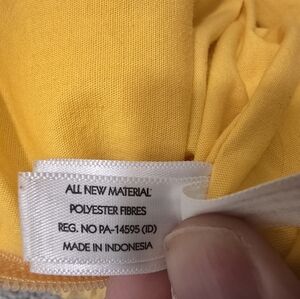 ALL NEW MATERIAL
POLYESTER FIBRES
REG. NO PA-14595 (ID)
MADE IN INDONESIA